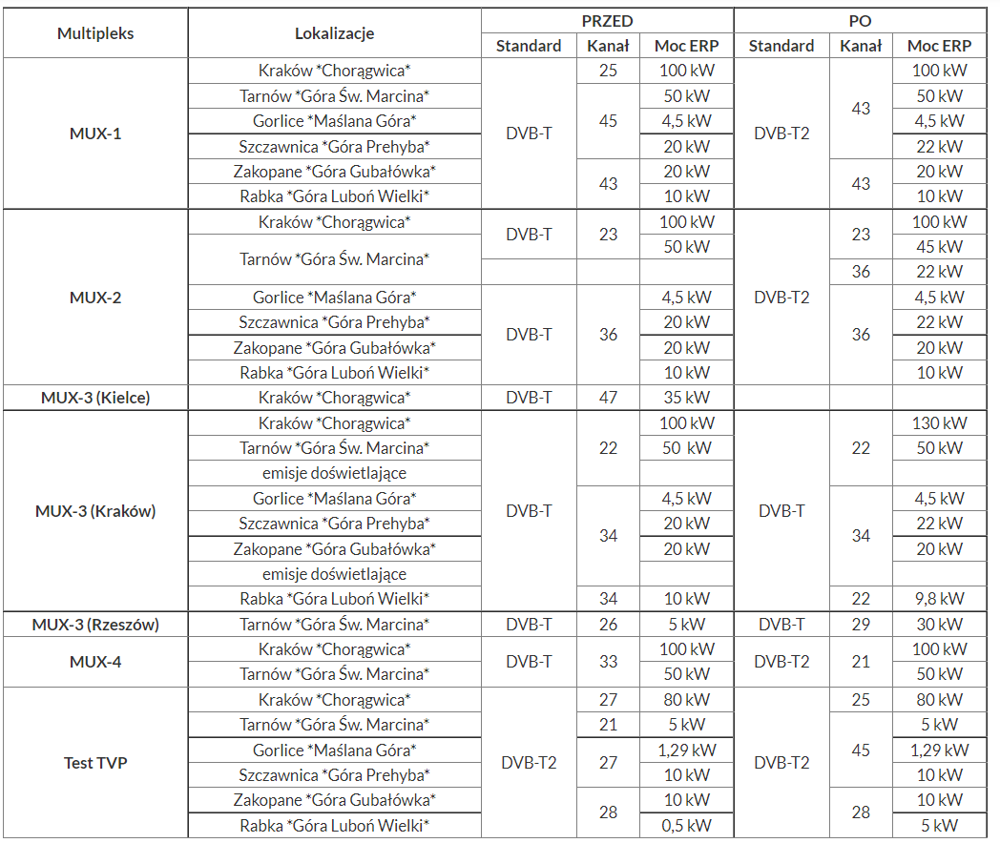 Multipleks Lokalizacje PRZED PO
Standard Kanał Moc ERP Standard Kanał Moc ERP
MUX-1 Kraków *Chorągwica* DVB-T 25 100 kW DVB-T2 43 100 kW
Tarnów *Góra Św. Marcina* 45 50 kW 50 kW
Gorlice *Maślana Góra* 4,5 kW 4,5 kW
Szczawnica *Góra Prehyba* 20 kW 22 kW
Zakopane *Góra Gubałówka* 43 20 kW 43 20 kW
Rabka *Góra Luboń Wielki* 10 kW 10 kW
MUX-2 Kraków *Chorągwica* DVB-T 23 100 kW DVB-T2 23 100 kW
Tarnów *Góra Św. Marcina* 50 kW 45 kW
36 22 kW
Gorlice *Maślana Góra* DVB-T 36 4,5 kW 36 4,5 kW
Szczawnica *Góra Prehyba* 20 kW 22 kW
Zakopane *Góra Gubałówka* 20 kW 20 kW
Rabka *Góra Luboń Wielki* 10 kW 10 kW
MUX-3 (Kielce) Kraków *Chorągwica* DVB-T 47 35 kW
MUX-3 (Kraków) Kraków *Chorągwica* DVB-T 22 100 kW DVB-T 22 130 kW
Tarnów *Góra Św. Marcina* 50 kW 50 kW
emisje doświetlające
Gorlice *Maślana Góra* 34 4,5 kW 34 4,5 kW
Szczawnica *Góra Prehyba* 20 kW 22 kW
Zakopane *Góra Gubałówka* 20 kW 20 kW
emisje doświetlające
Rabka *Góra Luboń Wielki* 34 10 kW 22 9,8 kW
MUX-3 (Rzeszów) Tarnów *Góra Św. Marcina* DVB-T 26 5 kW DVB-T 29 30 kW
MUX-4 Kraków *Chorągwica* DVB-T 33 100 kW DVB-T2 21 100 kW
Tarnów *Góra Św. Marcina* 50 kW 50 kW
Test TVP Kraków *Chorągwica* DVB-T2 27 80 kW DVB-T2 25 80 kW
Tarnów *Góra Św. Marcina* 21 5 kW 45 5 kW
Gorlice *Maślana Góra* 27 1,29 kW 1,29 kW
Szczawnica *Góra Prehyba* 10 kW 10 kW
Zakopane *Góra Gubałówka* 28 10 kW 28 10 kW
Rabka *Góra Luboń Wielki* 0,5 kW 5 kW